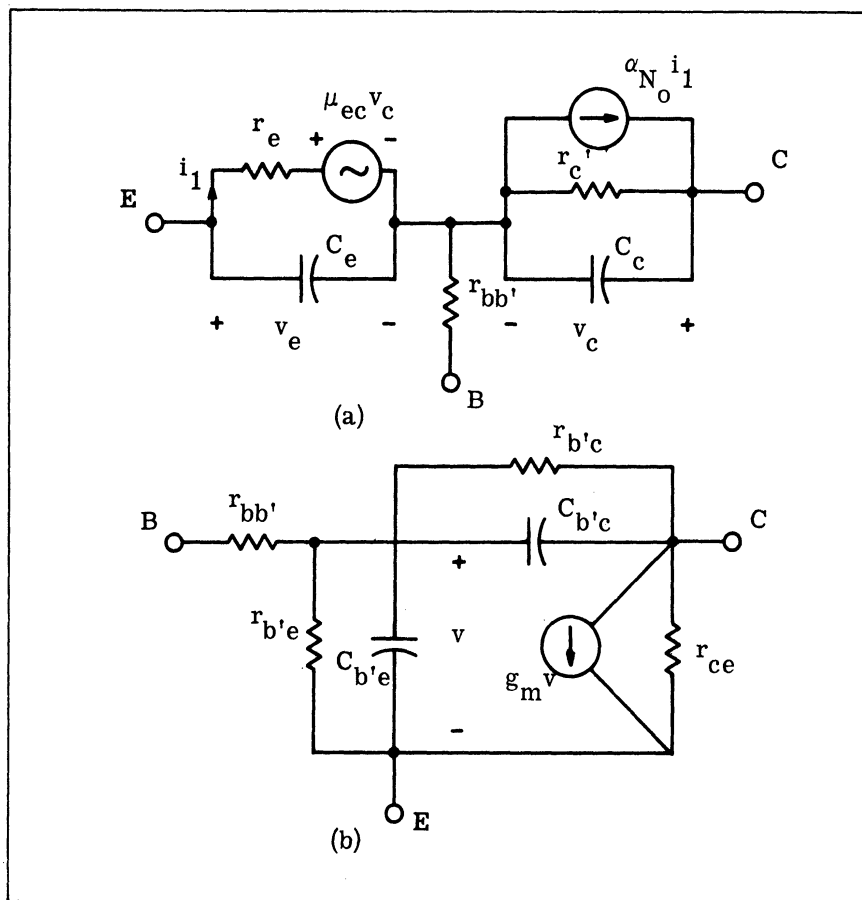 α_{N_o} i_1
μ_{ec} v_c
r_e
+ -
r_c'
C
i_1
E
C_e
C_c
r_{bb'}
+ v_e - - v_c +
B
(a)
r_{b'c}
r_{bb'}
C_{b'c}
B
C
+
r_{b'e}
v
C_{b'e}
r_{ce}
g_m v
-
E
(b)